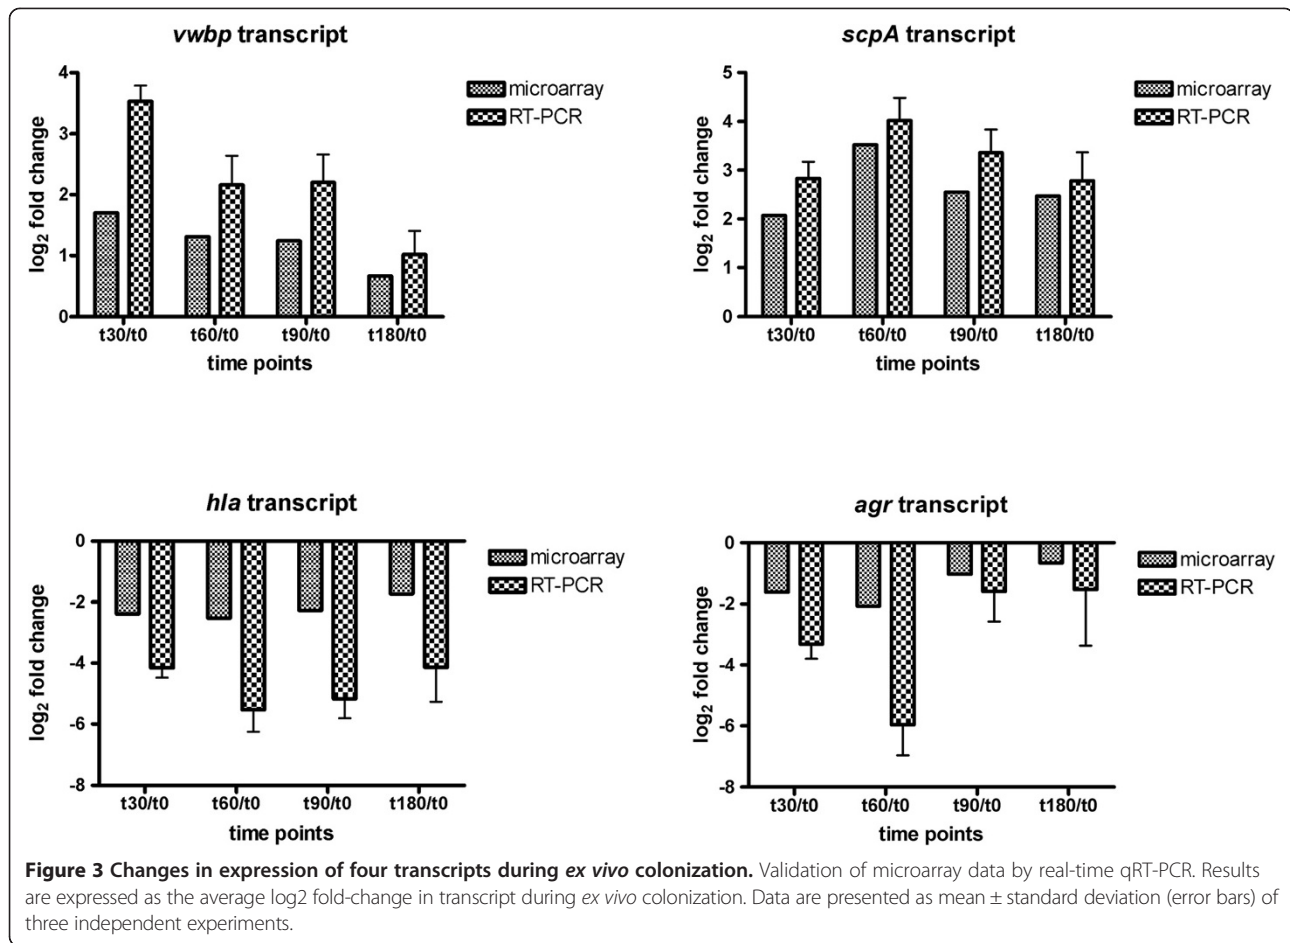 vwbp transcript
4
3
2
1
0
log2 fold change
microarray
RT-PCR
t30/t0
t60/t0
t90/t0
t180/t0
time points
scpA transcript
5
4
3
2
1
0
log2 fold change
microarray
RT-PCR
t30/t0
t60/t0
t90/t0
t180/t0
time points
hla transcript
0
-2
-4
-6
-8
log2 fold change
microarray
RT-PCR
t30/t0
t60/t0
t90/t0
t180/t0
time points
agr transcript
0
-2
-4
-6
-8
log2 fold change
microarray
RT-PCR
t30/t0
t60/t0
t90/t0
t180/t0
time points
Figure 3 Changes in expression of four transcripts during ex vivo colonization. Validation of microarray data by real-time qRT-PCR. Results
are expressed as the average log2 fold-change in transcript during ex vivo colonization. Data are presented as mean ± standard deviation (error bars) of
three independent experiments.